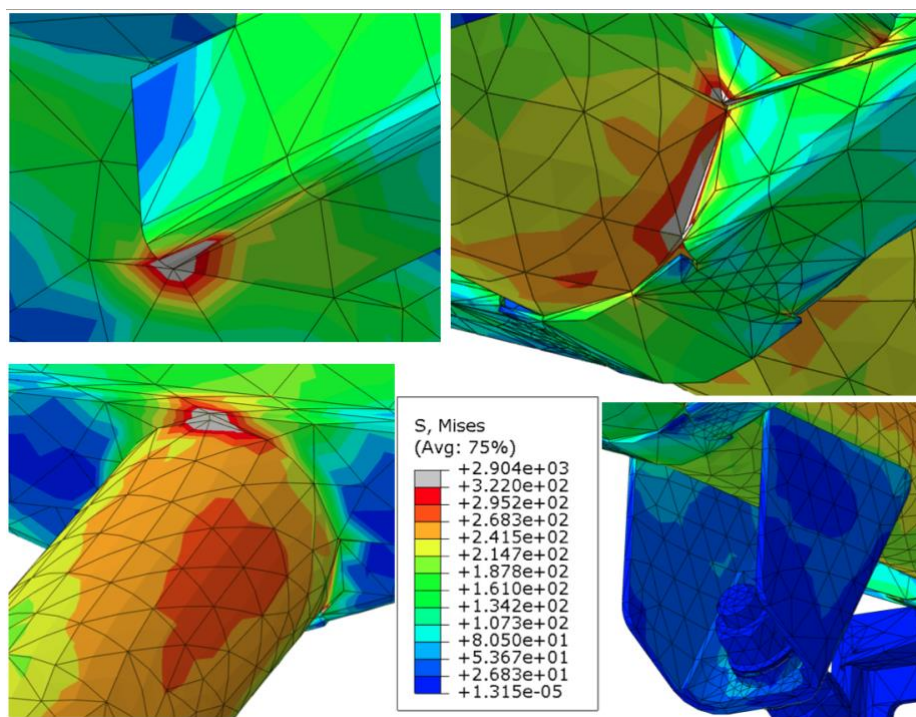 S, Mises
(Avg: 75%)
+2.904e+03
+3.220e+02
+2.952e+02
+2.683e+02
+2.415e+02
+2.147e+02
+1.878e+02
+1.610e+02
+1.342e+02
+1.073e+02
+8.050e+01
+5.367e+01
+2.683e+01
+1.315e-05